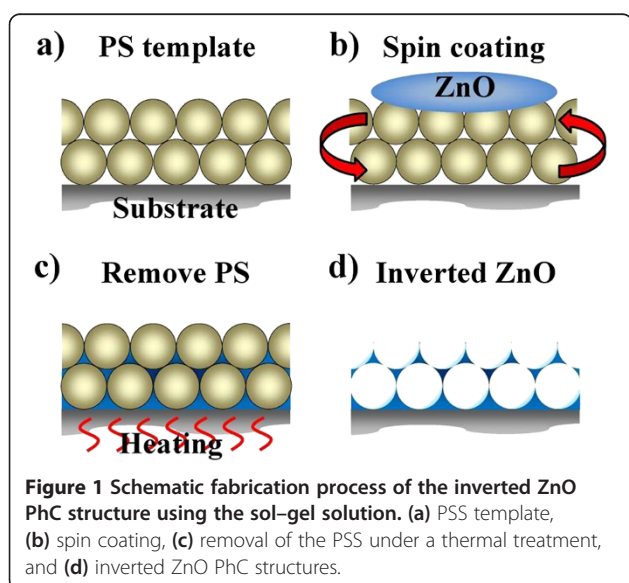 a) PS template
b) Spin coating
ZnO
Substrate
c) Remove PS
d) Inverted ZnO
Heating
Figure 1 Schematic fabrication process of the inverted ZnO
PhC structure using the sol–gel solution. (a) PSS template,
(b) spin coating, (c) removal of the PSS under a thermal treatment,
and (d) inverted ZnO PhC structures.